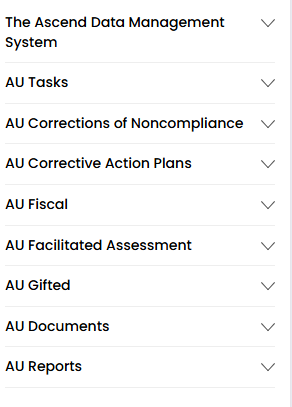 The Ascend Data Management
System
AU Tasks
AU Corrections of Noncompliance
AU Corrective Action Plans
AU Fiscal
AU Facilitated Assessment
AU Gifted
AU Documents
AU Reports